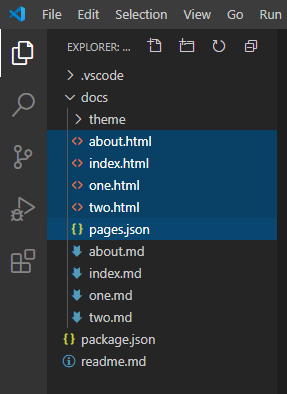 File Edit Selection View Go Run
EXPLORER: ...
.vscode
docs
theme
about.html
index.html
one.html
two.html
pages.json
about.md
index.md
one.md
two.md
package.json
readme.md